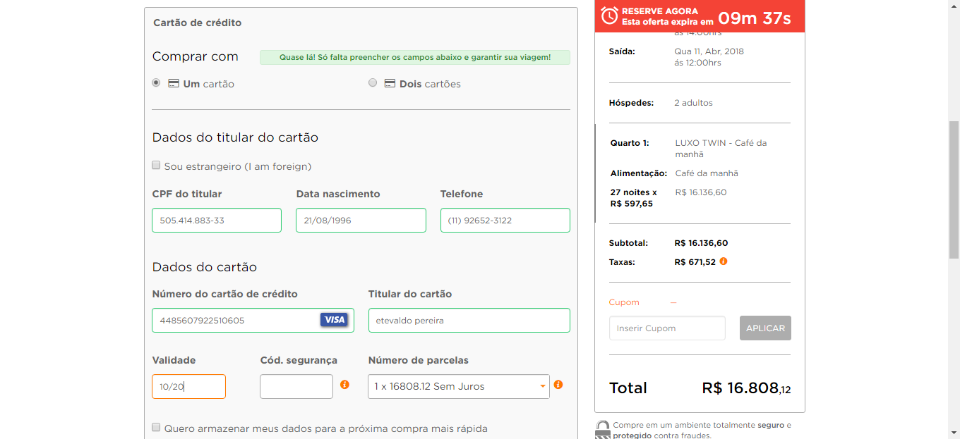 Cartão de crédito
Comprar com
Quase lá! Só falta preencher os campos abaixo e garantir sua viagem!
Um cartão
Dois cartões
Dados do titular do cartão
Sou estrangeiro (I am foreign)
CPF do titular
Data nascimento
Telefone
505.414.883-33
21/08/1996
(11) 92652-3122
Dados do cartão
Número do cartão de crédito
Titular do cartão
4485607922510605
VISA
etevaldo pereira
Validade
Cód. segurança
Número de parcelas
10/20
1 x 16808.12 Sem Juros
Quero armazenar meus dados para a próxima compra mais rápida
RESERVE AGORA
Esta oferta expira em
09m 37s
ás 14:00hrs
Saída:
Qua 11, Abr, 2018
ás 12:00hrs
Hóspedes:
2 adultos
Quarto 1:
LUXO TWIN - Café da
manhã
Alimentação:
Café da manhã
27 noites x
R$ 597,65
R$ 16.136,60
Subtotal:
R$ 16.136,60
Taxas:
R$ 671,52
Cupom
Inserir Cupom
APLICAR
Total
R$ 16.808,12
Compre em um ambiente totalmente seguro e
protegido contra fraudes.